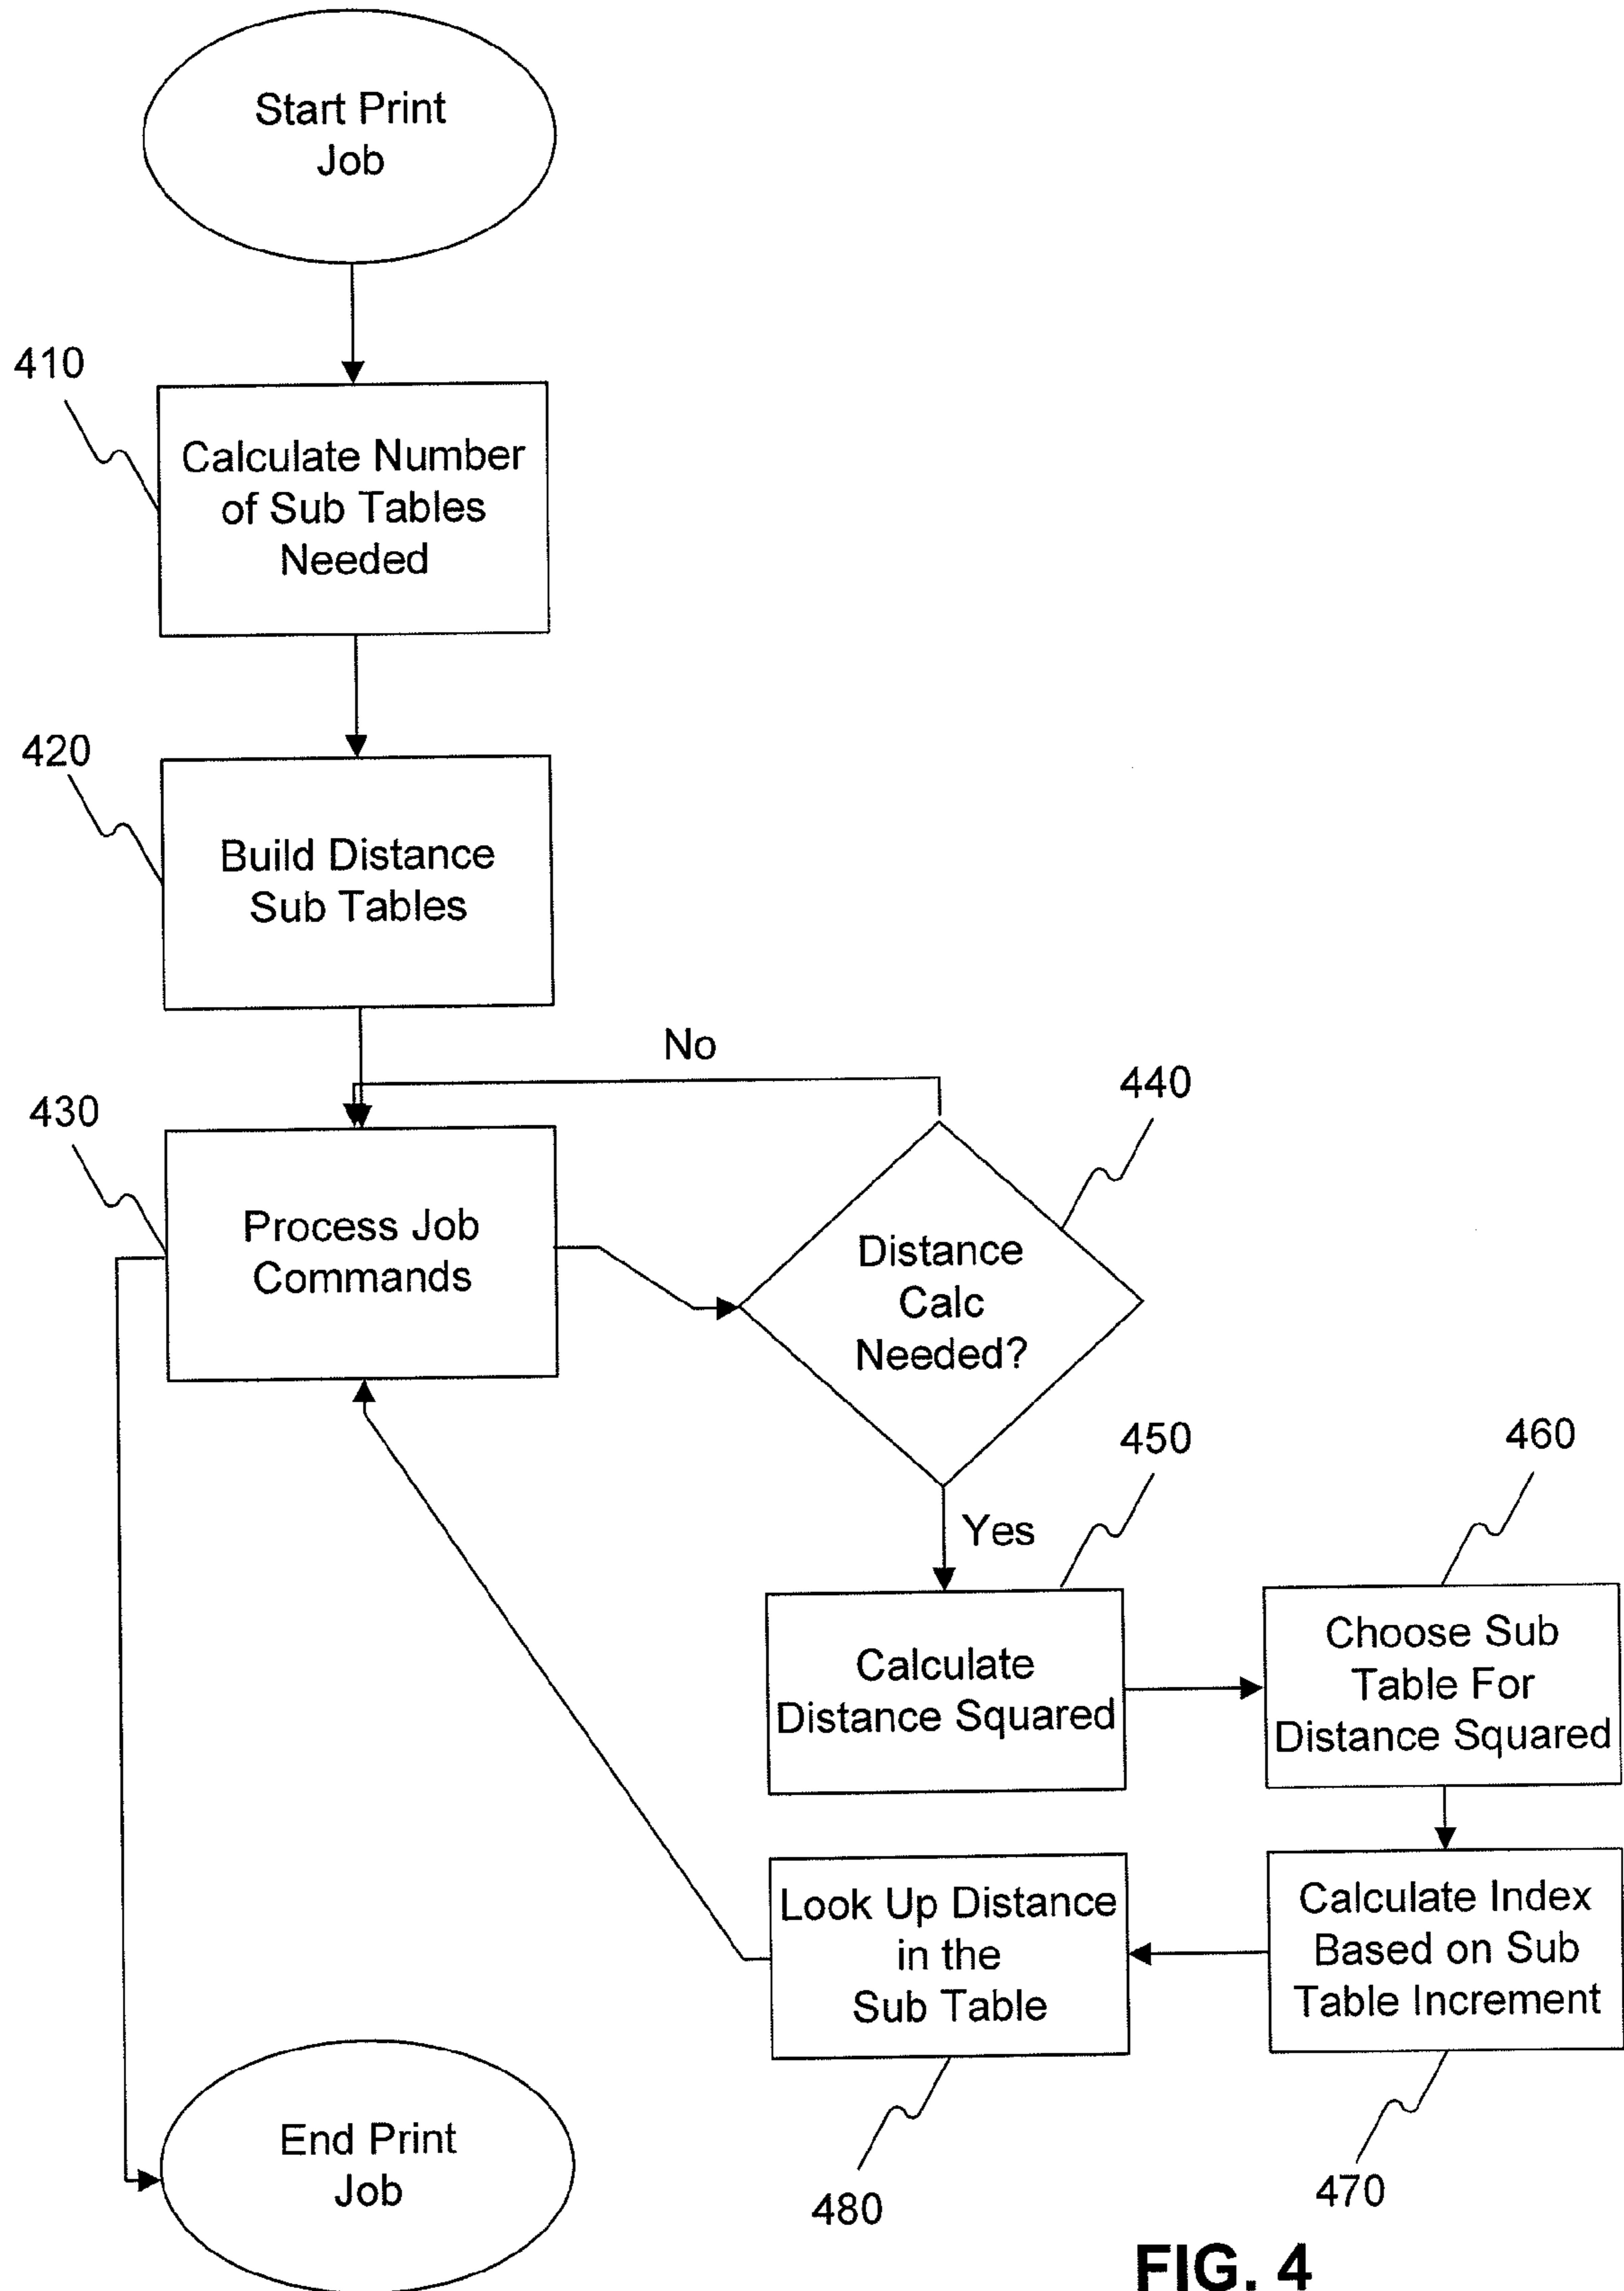 Start Print
Job
410
Calculate Number
of Sub Tables
Needed
420
Build Distance
Sub Tables
No
440
430
Process Job
Commands
Distance
Calc
Needed?
450
460
Yes
Calculate
Distance Squared
Choose Sub
Table For
Distance Squared
Look Up Distance
in the
Sub Table
Calculate Index
Based on Sub
Table Increment
End Print
Job
480
470
FIG. 4